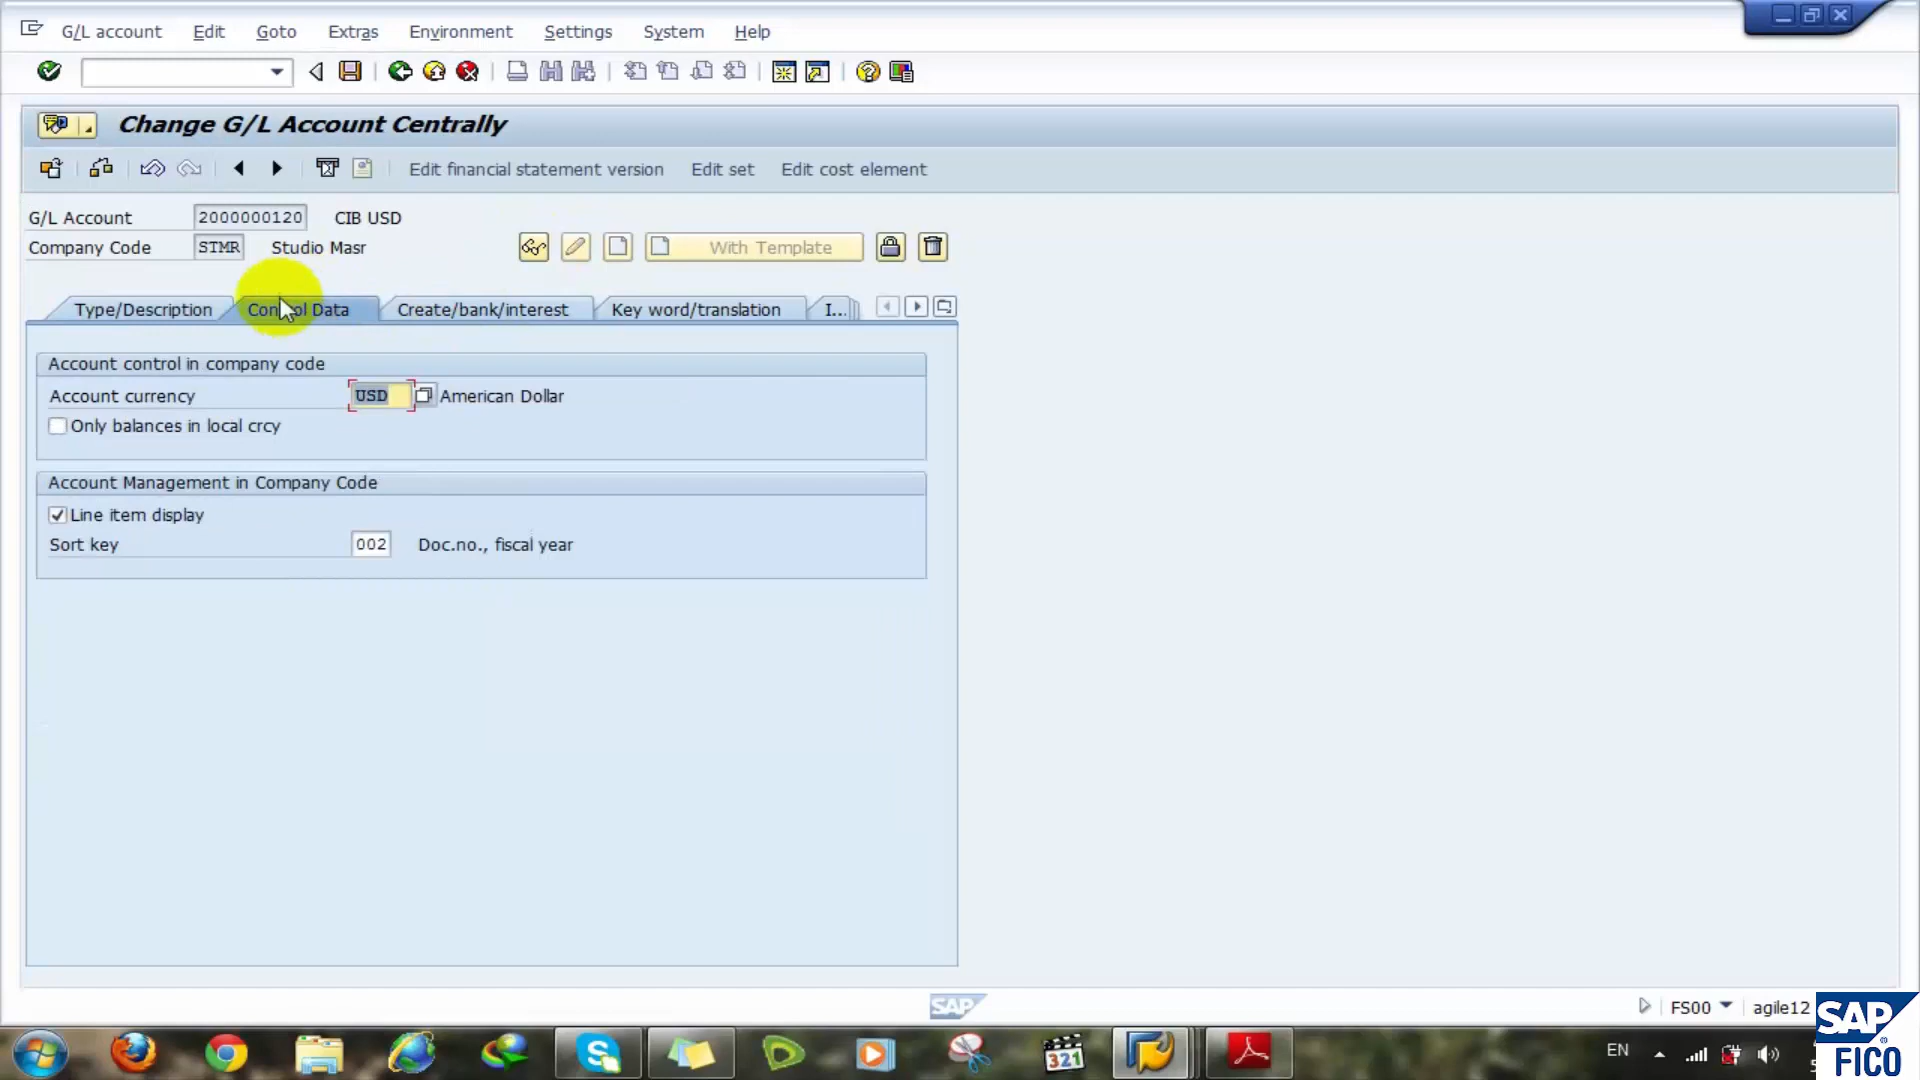 G/L account Edit Goto Extras Environment Settings System Help
Change G/L Account Centrally
Edit financial statement version Edit set Edit cost element
G/L Account 2000000120 CIB USD
Company Code STMR Studio Masr With Template
Type/Description Control Data Create/bank/interest Key word/translation I...
Account control in company code
Account currency USD American Dollar
Only balances in local crcy
Account Management in Company Code
Line item display
Sort key 002 Doc.no., fiscal year
SAP
FS00 agile12
SAP
FICO
321
EN